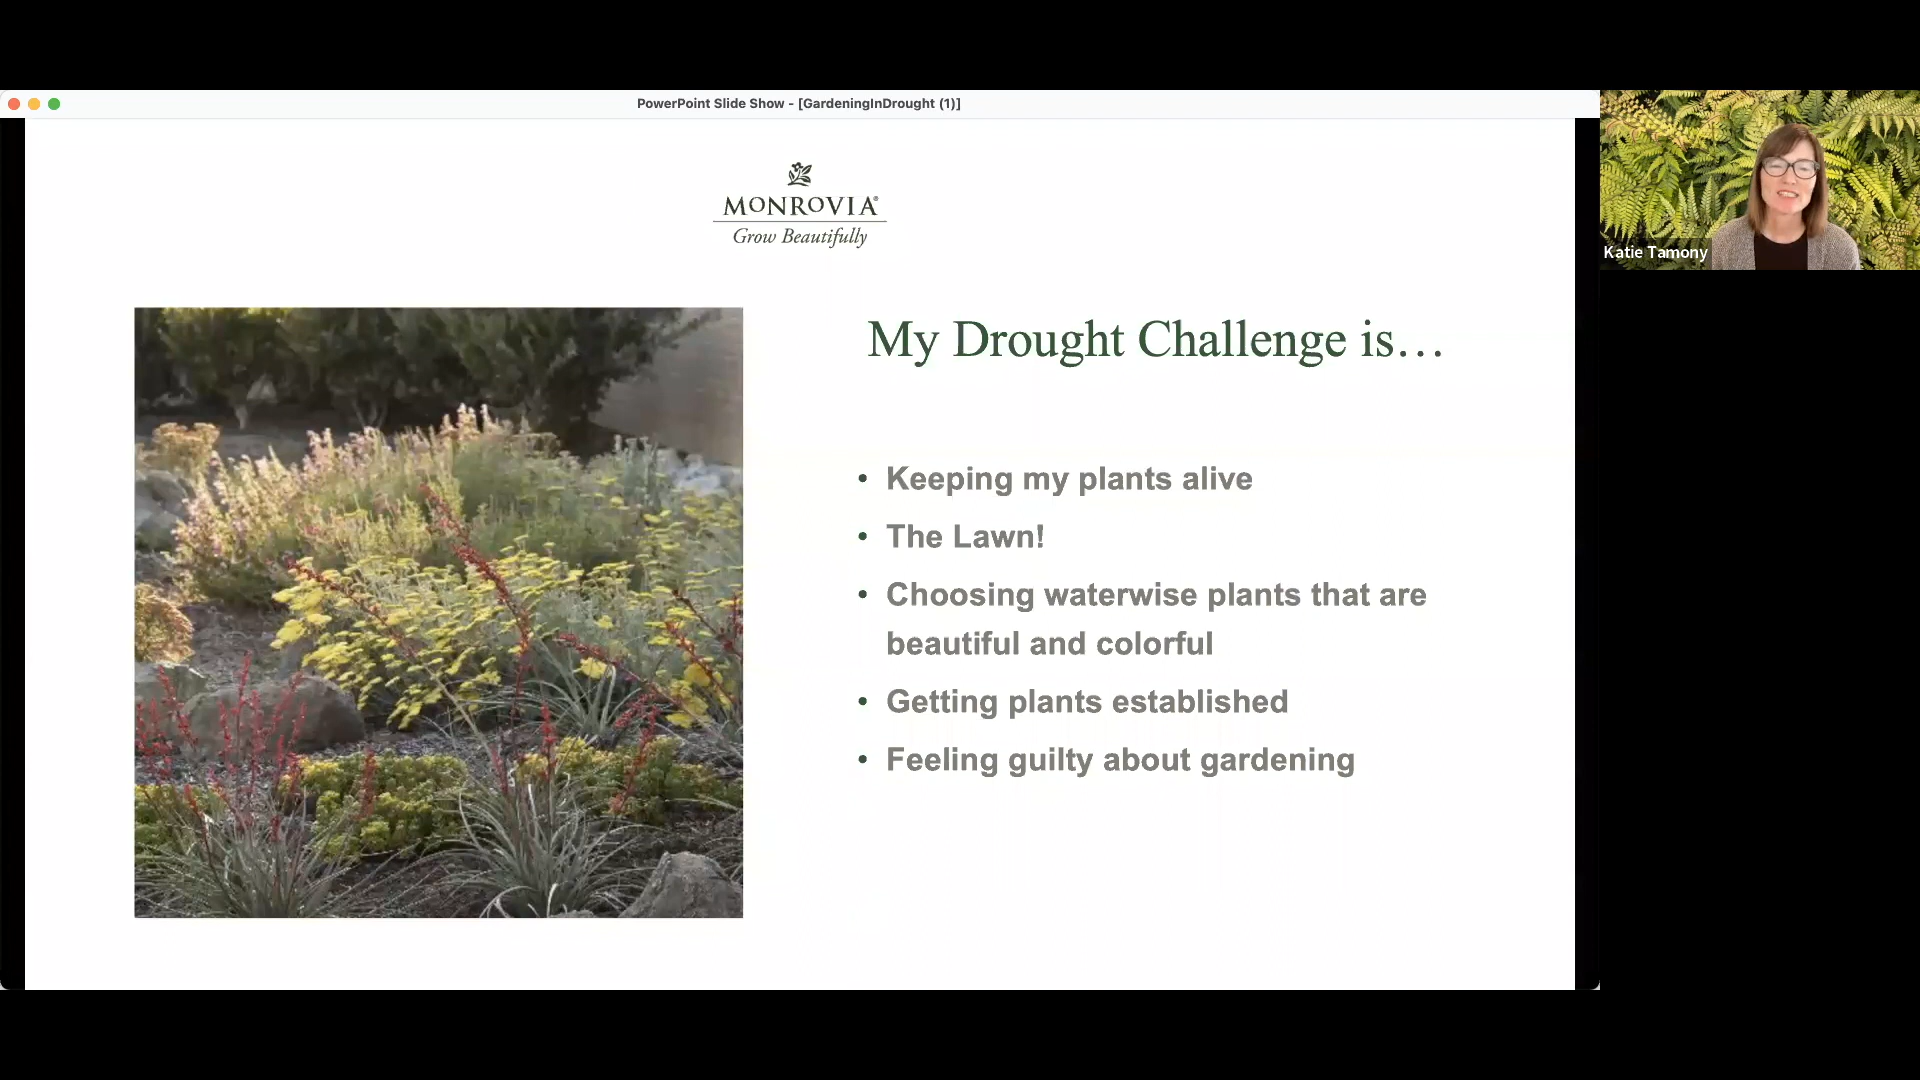 PowerPoint Slide Show - [GardeningInDrought (1)]
MONROVIA®
Grow Beautifully
Katie Tamony
My Drought Challenge is…
• Keeping my plants alive
• The Lawn!
• Choosing waterwise plants that are
beautiful and colorful
• Getting plants established
• Feeling guilty about gardening